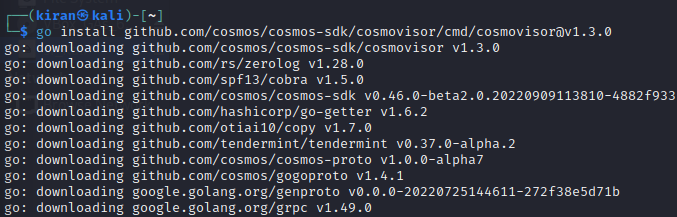 (kiran㉿kali)-[~]
$ go install github.com/cosmos/cosmos-sdk/cosmovisor/cmd/cosmovisor@v1.3.0
go: downloading github.com/cosmos/cosmos-sdk/cosmovisor v1.3.0
go: downloading github.com/rs/zerolog v1.28.0
go: downloading github.com/spf13/cobra v1.5.0
go: downloading github.com/cosmos/cosmos-sdk v0.46.0-beta2.0.20220909113810-4882f933
go: downloading github.com/hashicorp/go-getter v1.6.2
go: downloading github.com/otiai10/copy v1.7.0
go: downloading github.com/tendermint/tendermint v0.37.0-alpha.2
go: downloading github.com/cosmos/cosmos-proto v1.0.0-alpha7
go: downloading github.com/cosmos/gogoproto v1.4.1
go: downloading google.golang.org/genproto v0.0.0-20220725144611-272f38e5d71b
go: downloading google.golang.org/grpc v1.49.0